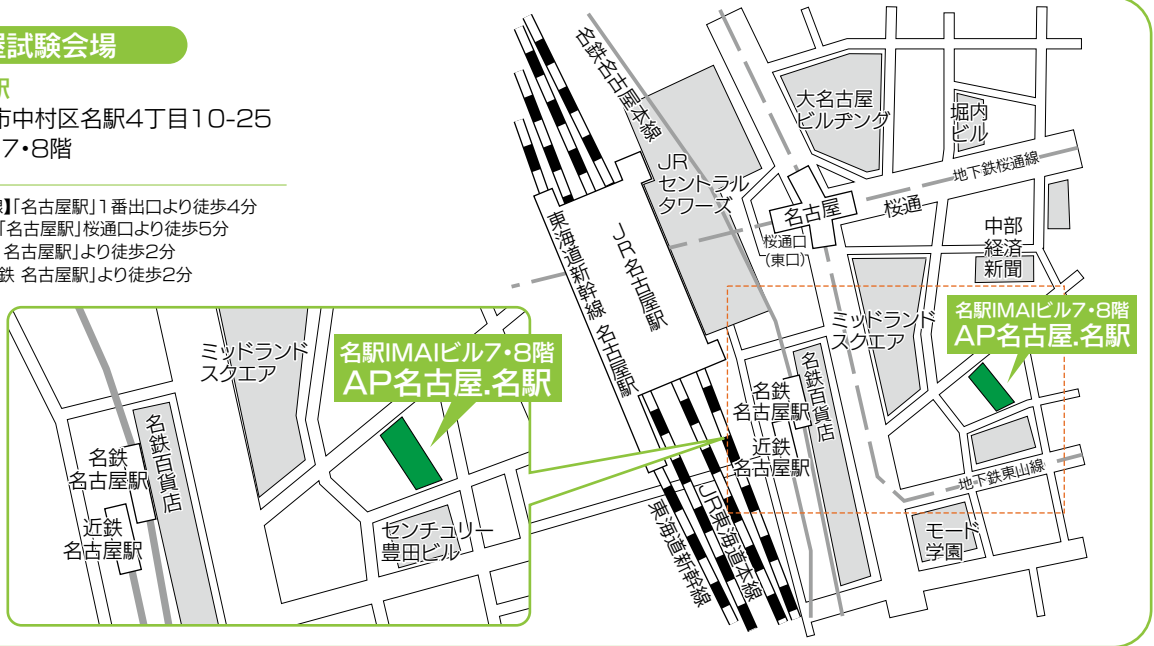 屋試験会場
駅
市中村区名駅4丁目10-25
7・8階
線】「名古屋駅」1番出口より徒歩4分
「名古屋駅」桜通口より徒歩5分
名古屋駅」より徒歩2分
鉄 名古屋駅」より徒歩2分
ミッドランド
スクエア
名駅IMAIビル7・8階
AP名古屋.名駅
名鉄百貨店
名鉄
名古屋駅
近鉄
名古屋駅
センチュリー
豊田ビル
名鉄名古屋本線
大名古屋
ビルヂング
堀内
ビル
JR
セントラル
タワーズ
地下鉄桜通線
名古屋
桜通
桜通口
(東口)
中部
経済
新聞
東海道新幹線 名古屋駅
JR名古屋駅
ミッドランド
スクエア
名駅IMAIビル7・8階
AP名古屋.名駅
名鉄
名古屋駅
名鉄百貨店
近鉄
名古屋駅
地下鉄東山線
東海道新幹線
JR東海道本線
モード
学園